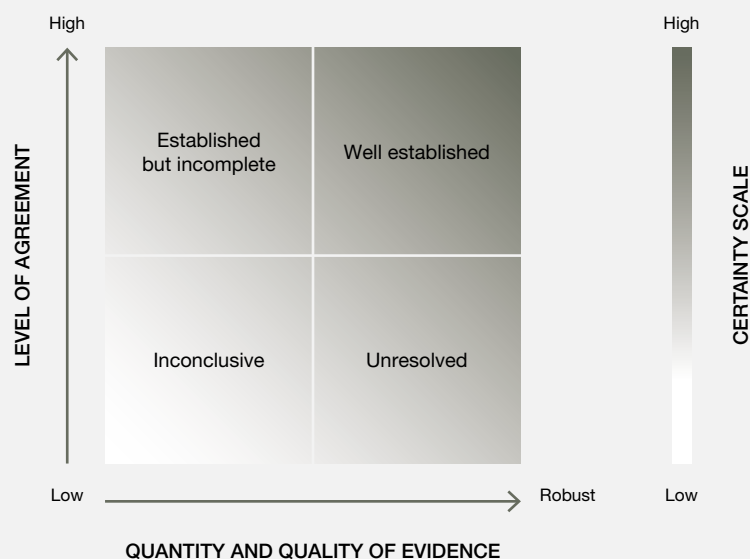 High
High
LEVEL OF AGREEMENT
Established
but incomplete
Well established
CERTAINTY SCALE
Inconclusive
Unresolved
Low
Robust
Low
QUANTITY AND QUALITY OF EVIDENCE